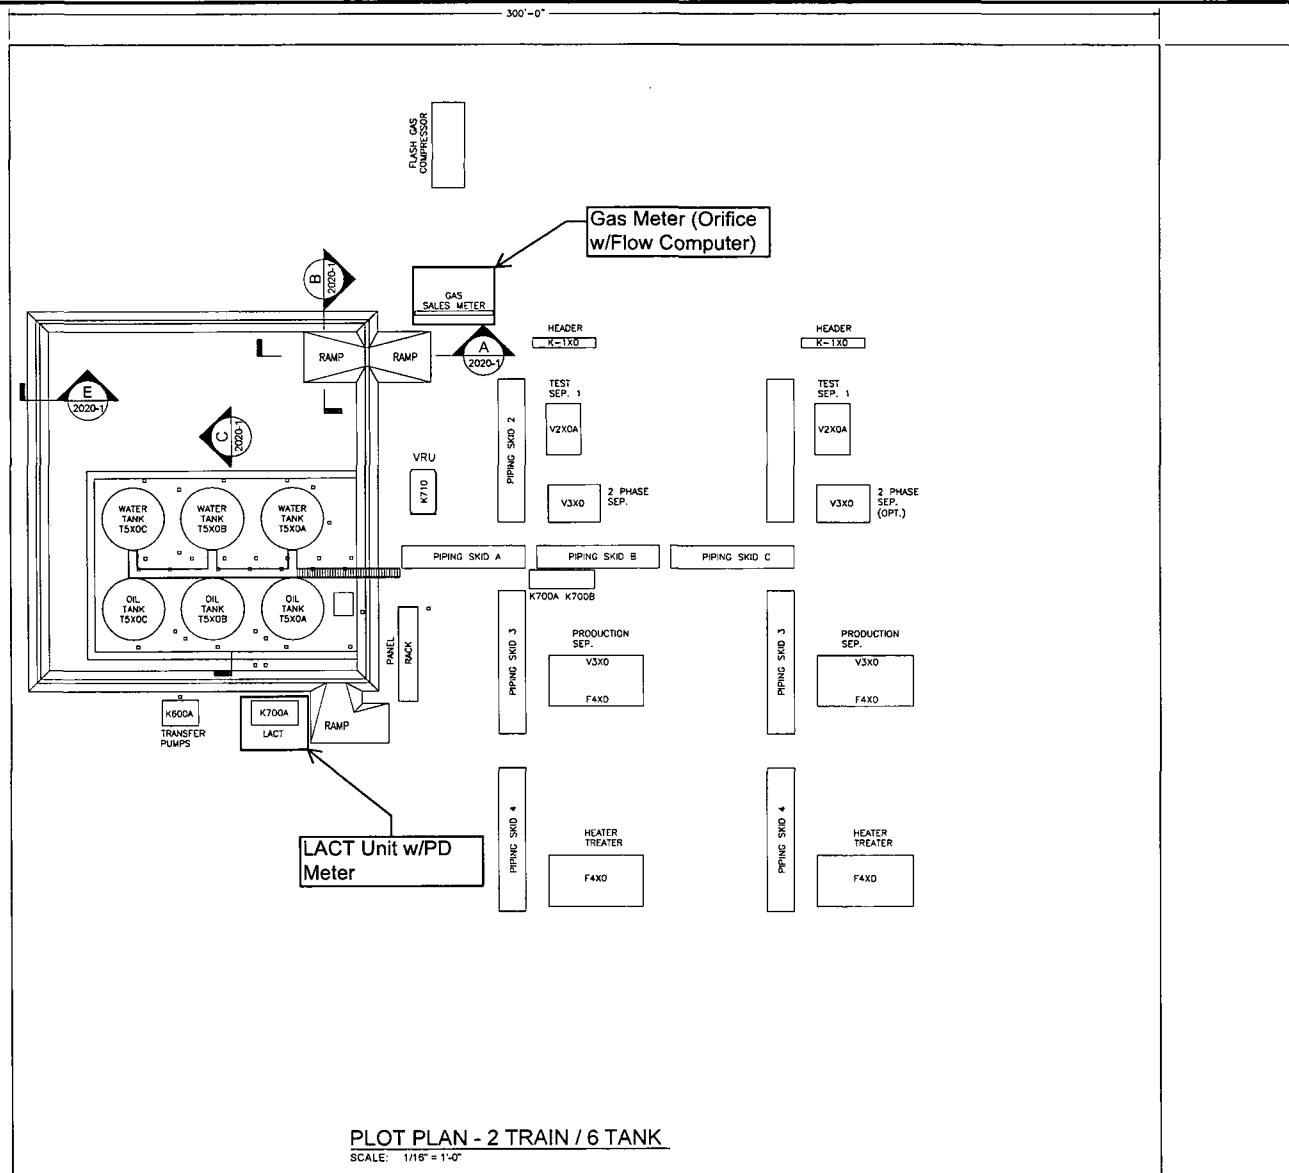 300'-0"
FLASH GAS
COMPRESSOR
Gas Meter (Orifice
w/Flow Computer)
B
2020-1
GAS
SALES METER
HEADER
K-1X0
HEADER
K-1X0
RAMP
RAMP
A
2020-1
E
2020-1
C
2020-1
TEST
SEP. 1
V2X0A
TEST
SEP. 1
V2X0A
PIPING SKID 2
VRU
K710
V3X0
2 PHASE
SEP.
V3X0
2 PHASE
SEP.
(OPT.)
WATER
TANK
T5X0C
WATER
TANK
T5X0B
WATER
TANK
T5X0A
PIPING SKID A
PIPING SKID B
PIPING SKID C
K700A K700B
OIL
TANK
T5X0C
OIL
TANK
T5X0B
OIL
TANK
T5X0A
PANEL
RACK
PIPING SKID 3
PRODUCTION
SEP.
V3X0
F4X0
PIPING SKID 3
PRODUCTION
SEP.
V3X0
F4X0
K600A
TRANSFER
PUMPS
K700A
LACT
RAMP
LACT Unit w/PD
Meter
PIPING SKID 4
HEATER
TREATER
F4X0
PIPING SKID 4
HEATER
TREATER
F4X0
PLOT PLAN - 2 TRAIN / 6 TANK
SCALE: 1/16" = 1'-0"